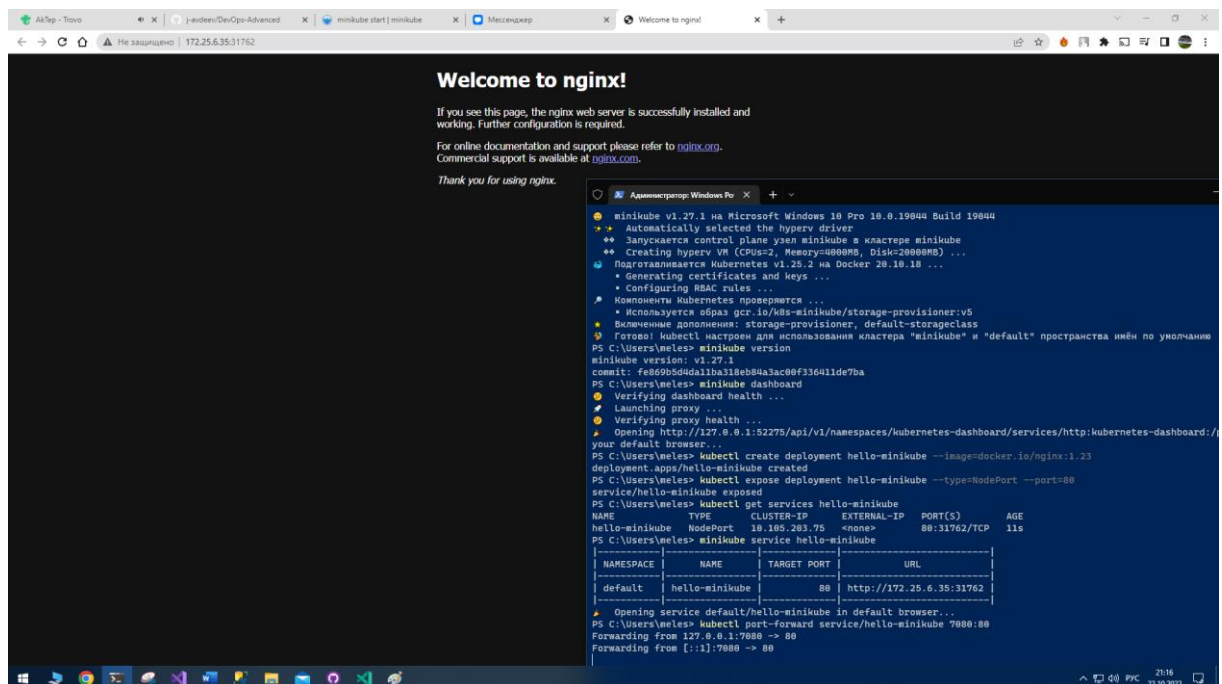 AkTep - Trovo
j-avdeev/DevOps-Advanced
minikube start | minikube
Мессенджер
Welcome to nginx!
Не защищено | 172.25.6.35:31762
Welcome to nginx!
If you see this page, the nginx web server is successfully installed and
working. Further configuration is required.
For online documentation and support please refer to nginx.org.
Commercial support is available at nginx.com.
Thank you for using nginx.
Администратор: Windows Po
minikube v1.27.1 на Microsoft Windows 10 Pro 10.0.19044 Build 19044
Automatically selected the hyperv driver
Запускается control plane узел minikube в кластере minikube
Creating hyperv VM (CPUs=2, Memory=4000MB, Disk=20000MB) ...
Подготавливается Kubernetes v1.25.2 на Docker 20.10.18 ...
• Generating certificates and keys ...
• Configuring RBAC rules ...
Компоненты Kubernetes проверяются ...
• Используется образ gcr.io/k8s-minikube/storage-provisioner:v5
Включенные дополнения: storage-provisioner, default-storageclass
Готово! kubectl настроен для использования кластера "minikube" и "default" пространства имён по умолчанию
PS C:\Users\meles> minikube version
minikube version: v1.27.1
commit: fe869b5d4da11ba318eb84a3ac00f336411de7ba
PS C:\Users\meles> minikube dashboard
Verifying dashboard health ...
Launching proxy ...
Verifying proxy health ...
Opening http://127.0.0.1:52275/api/v1/namespaces/kubernetes-dashboard/services/http:kubernetes-dashboard:/p
your default browser...
PS C:\Users\meles> kubectl create deployment hello-minikube --image=docker.io/nginx:1.23
deployment.apps/hello-minikube created
PS C:\Users\meles> kubectl expose deployment hello-minikube --type=NodePort --port=80
service/hello-minikube exposed
PS C:\Users\meles> kubectl get services hello-minikube
NAME TYPE CLUSTER-IP EXTERNAL-IP PORT(S) AGE
hello-minikube NodePort 10.105.203.75 <none> 80:31762/TCP 11s
PS C:\Users\meles> minikube service hello-minikube
|-----------|----------------|-------------|--------------------------|
| NAMESPACE | NAME | TARGET PORT | URL |
|-----------|----------------|-------------|--------------------------|
| default | hello-minikube | 80 | http://172.25.6.35:31762 |
|-----------|----------------|-------------|--------------------------|
Opening service default/hello-minikube in default browser...
PS C:\Users\meles> kubectl port-forward service/hello-minikube 7080:80
Forwarding from 127.0.0.1:7080 -> 80
Forwarding from [::1]:7080 -> 80
РУС
21:16
22.10.2022